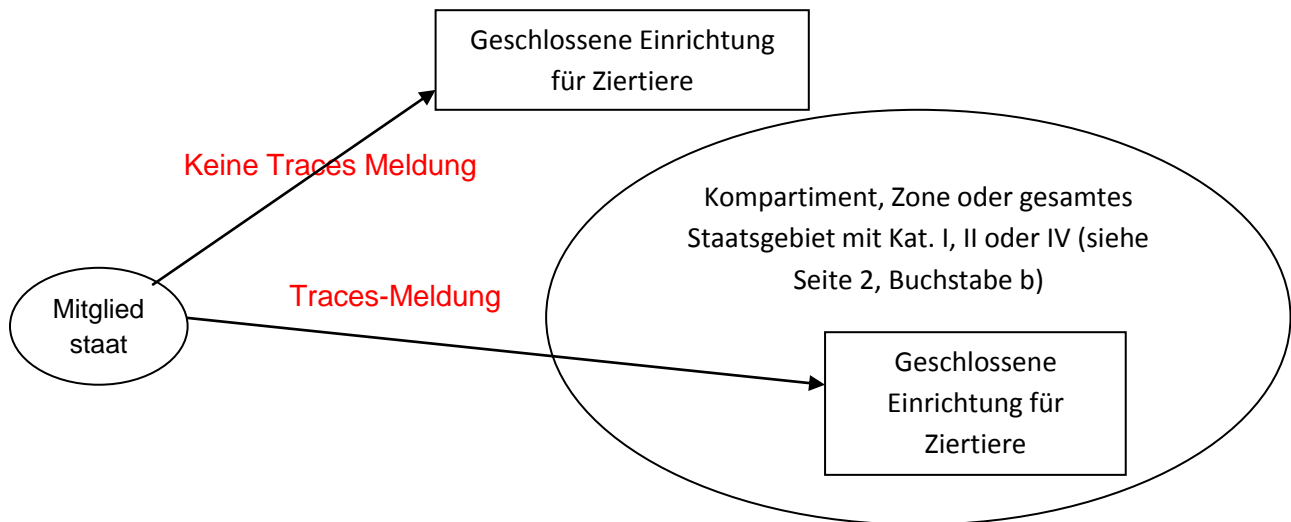 Geschlossene Einrichtung
für Ziertiere
Keine Traces Meldung
Kompartiment, Zone oder gesamtes
Staatsgebiet mit Kat. I, II oder IV (siehe
Seite 2, Buchstabe b)
Traces-Meldung
Mitglied
staat
Geschlossene
Einrichtung für
Ziertiere